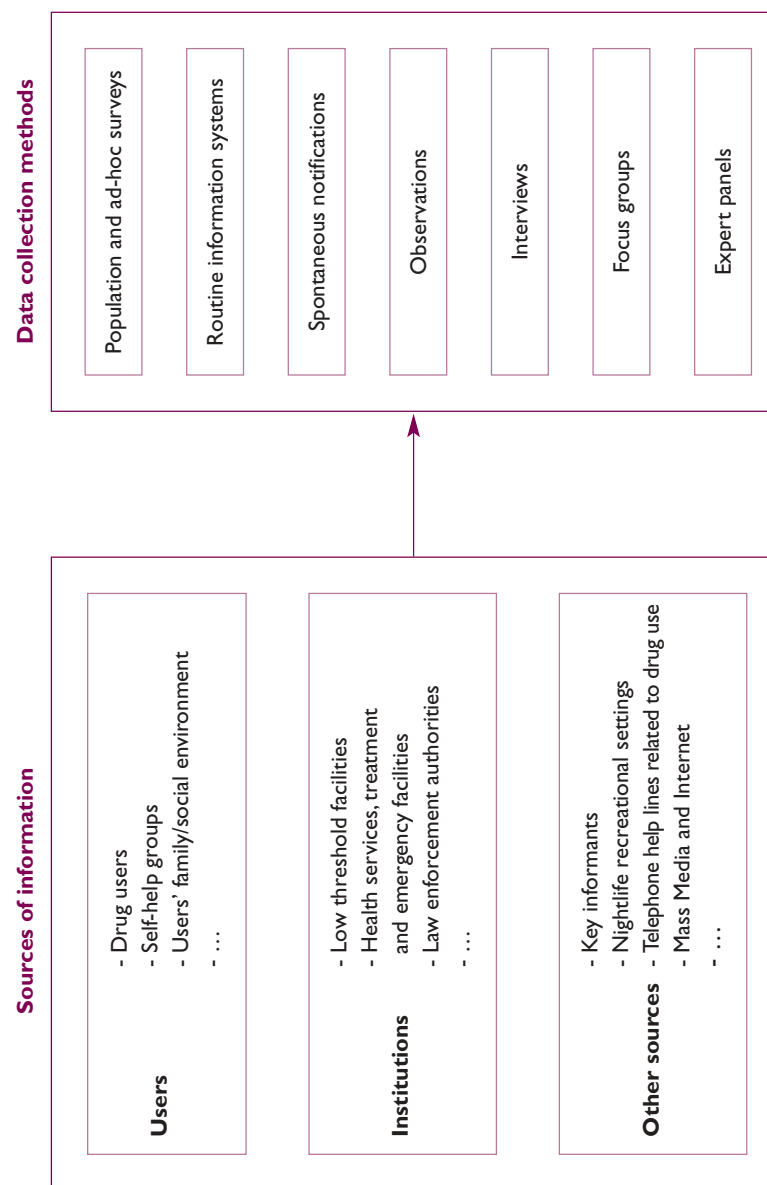 Sources of information
Users
- Drug users
- Self-help groups
- Users’ family/social environment
- …
Institutions
- Low threshold facilities
- Health services, treatment
and emergency facilities
- Law enforcement authorities
- …
Other sources
- Key informants
- Nightlife recreational settings
- Telephone help lines related to drug use
- Mass Media and Internet
- …
Data collection methods
Population and ad-hoc surveys
Routine information systems
Spontaneous notifications
Observations
Interviews
Focus groups
Expert panels